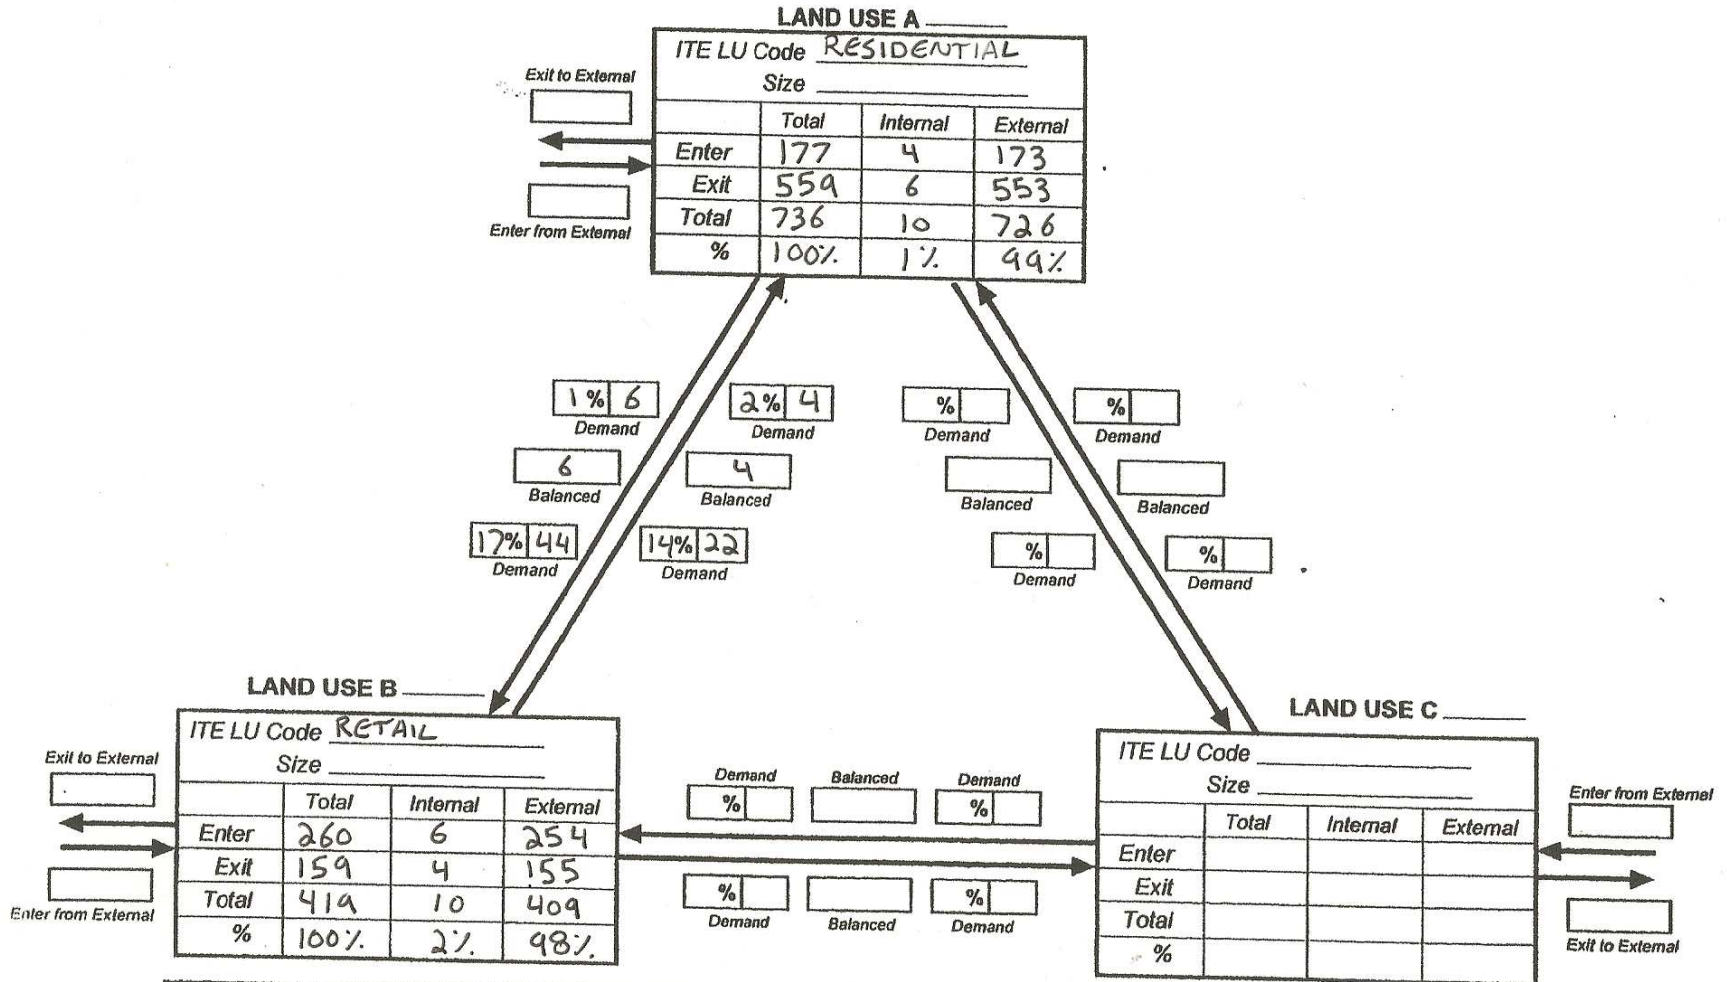 LAND USE A
ITE LU Code RESIDENTIAL
Size
Total Internal External
Enter 177 4 173
Exit 559 6 553
Total 736 10 726
% 100% 1% 99%
Exit to External
Enter from External
1 % 6
Demand
2 % 4
Demand
%
Demand
%
Demand
6
Balanced
4
Balanced
Balanced
Balanced
17% 44
Demand
14% 22
Demand
%
Demand
%
Demand
LAND USE B
ITE LU Code RETAIL
Size
Total Internal External
Enter 260 6 254
Exit 159 4 155
Total 419 10 409
% 100% 2% 98%
Exit to External
Enter from External
Demand Balanced Demand
% %
% %
Demand Balanced Demand
LAND USE C
ITE LU Code
Size
Total Internal External
Enter
Exit
Total
%
Enter from External
Exit to External